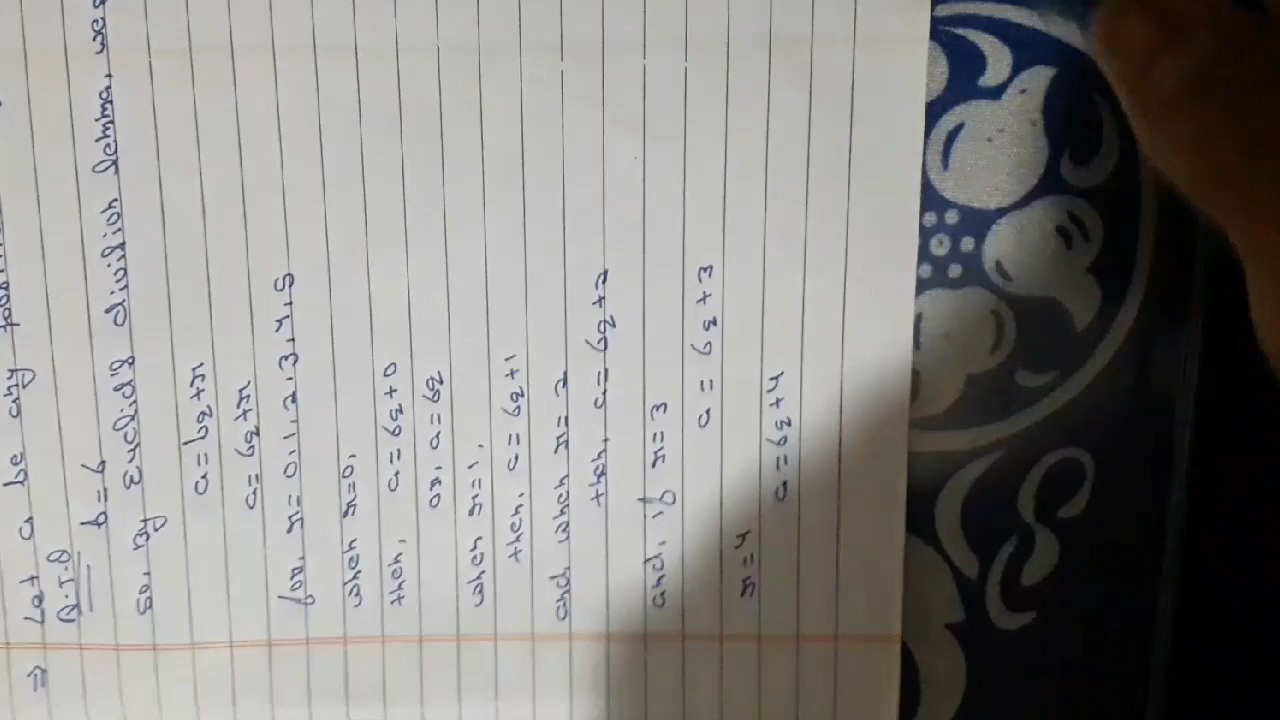 ⇒ Let a be any
A.T.Q
b = 6
So, By Euclid's division lemma, we
a = bq + r
a = 6q + r
for, r = 0, 1, 2, 3, 4, 5
when r = 0,
then, a = 6q + 0
or, a = 6q
when r = 1,
then, a = 6q + 1
and when r = 2
then, a = 6q + 2
and, if r = 3
a = 6q + 3
r = 4
a = 6q + 4